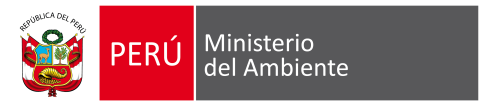 REPÚBLICA DEL PERÚ
PERÚ
Ministerio
del Ambiente